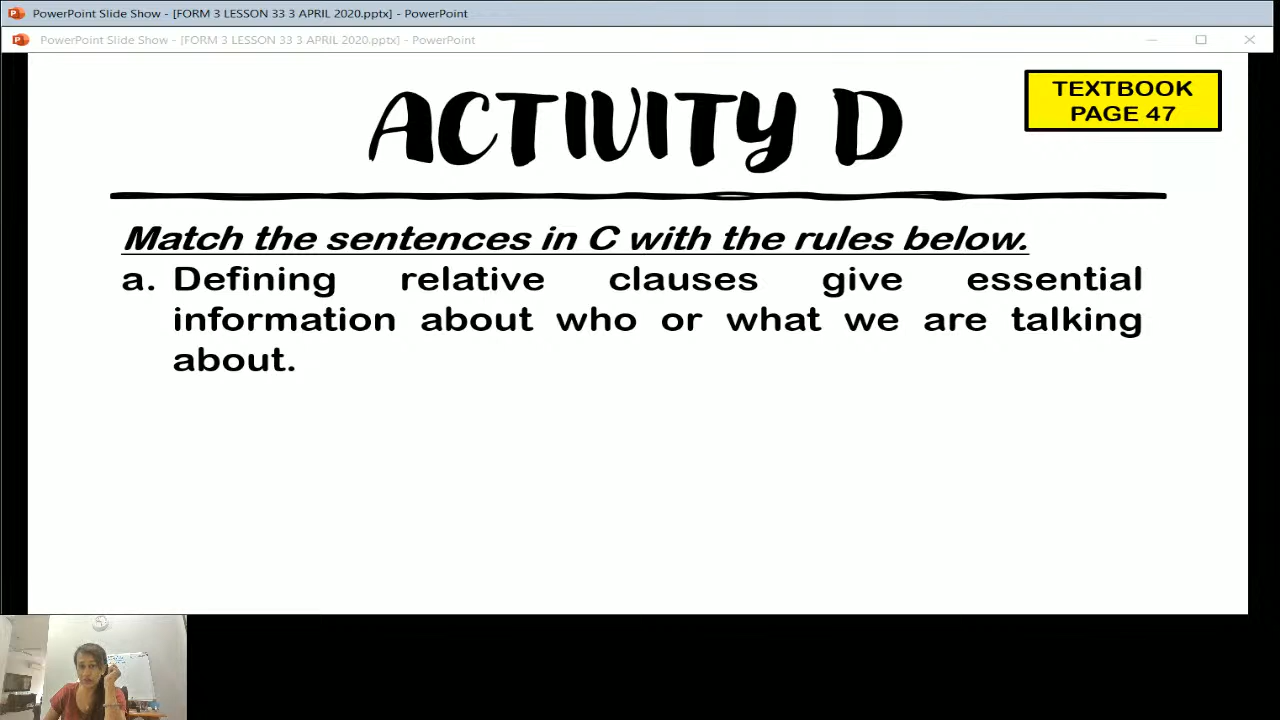 PowerPoint Slide Show - [FORM 3 LESSON 33 3 APRIL 2020.pptx] - PowerPoint
PowerPoint Slide Show - [FORM 3 LESSON 33 3 APRIL 2020.pptx] - PowerPoint
ACTIVITY D
TEXTBOOK
PAGE 47
Match the sentences in C with the rules below.
a. Defining relative clauses give essential
information about who or what we are talking
about.